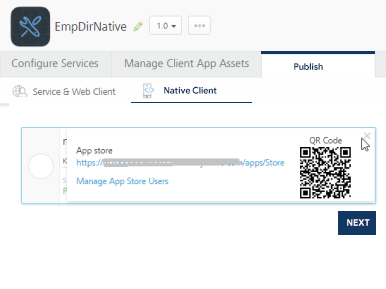 EmpDirNative
1.0
Configure Services
Manage Client App Assets
Publish
Service & Web Client
Native Client
QR Code
App store
https://
/apps/Store
Manage App Store Users
NEXT